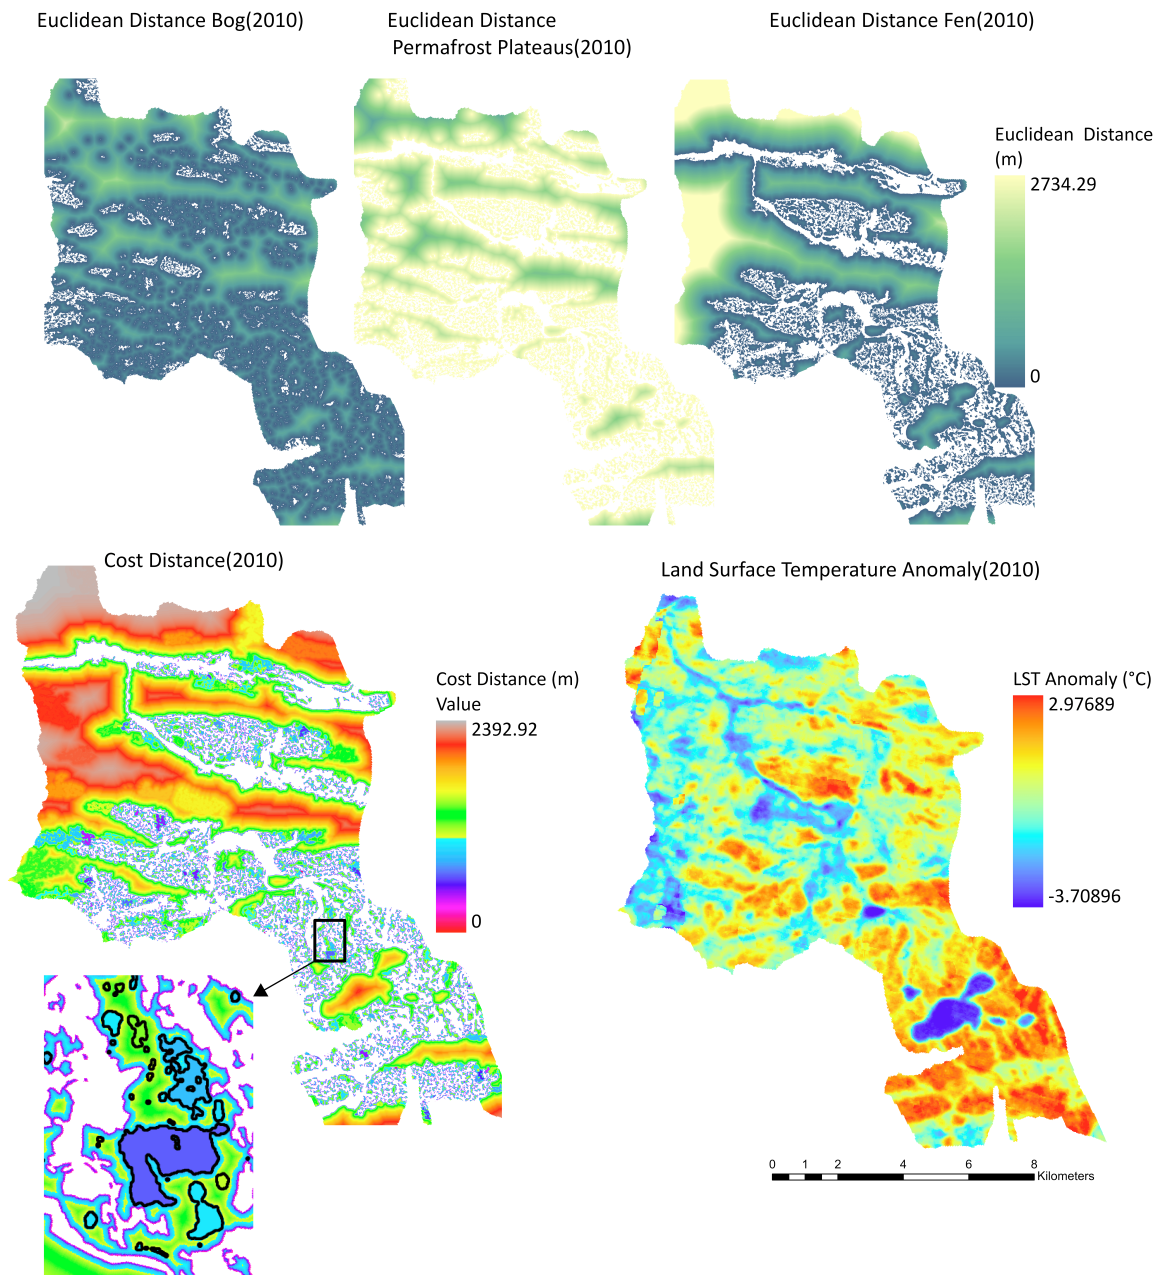 Euclidean Distance Bog(2010)
Euclidean Distance
Permafrost Plateaus(2010)
Euclidean Distance Fen(2010)
Euclidean Distance
(m)
2734.29
0
Cost Distance(2010)
Land Surface Temperature Anomaly(2010)
Cost Distance (m)
Value
2392.92
0
LST Anomaly (°C)
2.97689
-3.70896
0 1 2 4 6 8
Kilometers